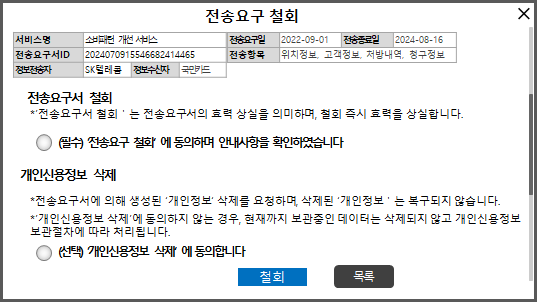 전송요구 철회
서비스명 소비패턴 개선 서비스 전송요구일 2022-09-01 전송종료일 2024-08-16
전송요구서ID 2024070915546682414465 전송항목 위치정보, 고객정보, 처방내역, 청구정보
정보전송자 SK텔레콤 정보수신자 국민카드
전송요구서 철회
*'전송요구서 철회 ' 는 전송요구서의 효력 상실을 의미하며, 철회 즉시 효력을 상실합니다.
(필수) '전송요구 철회' 에 동의하며 안내사항을 확인하였습니다
개인신용정보 삭제
*전송요구서에 의해 생성된 '개인정보' 삭제를 요청하며, 삭제된 '개인정보 ' 는 복구되지 않습니다.
*'개인신용정보 삭제'에 동의하지 않는 경우, 현재까지 보관중인 데이터는 삭제되지 않고 개인신용정보
보관절차에 따라 처리됩니다.
(선택) '개인신용정보 삭제' 에 동의합니다
철회 목록